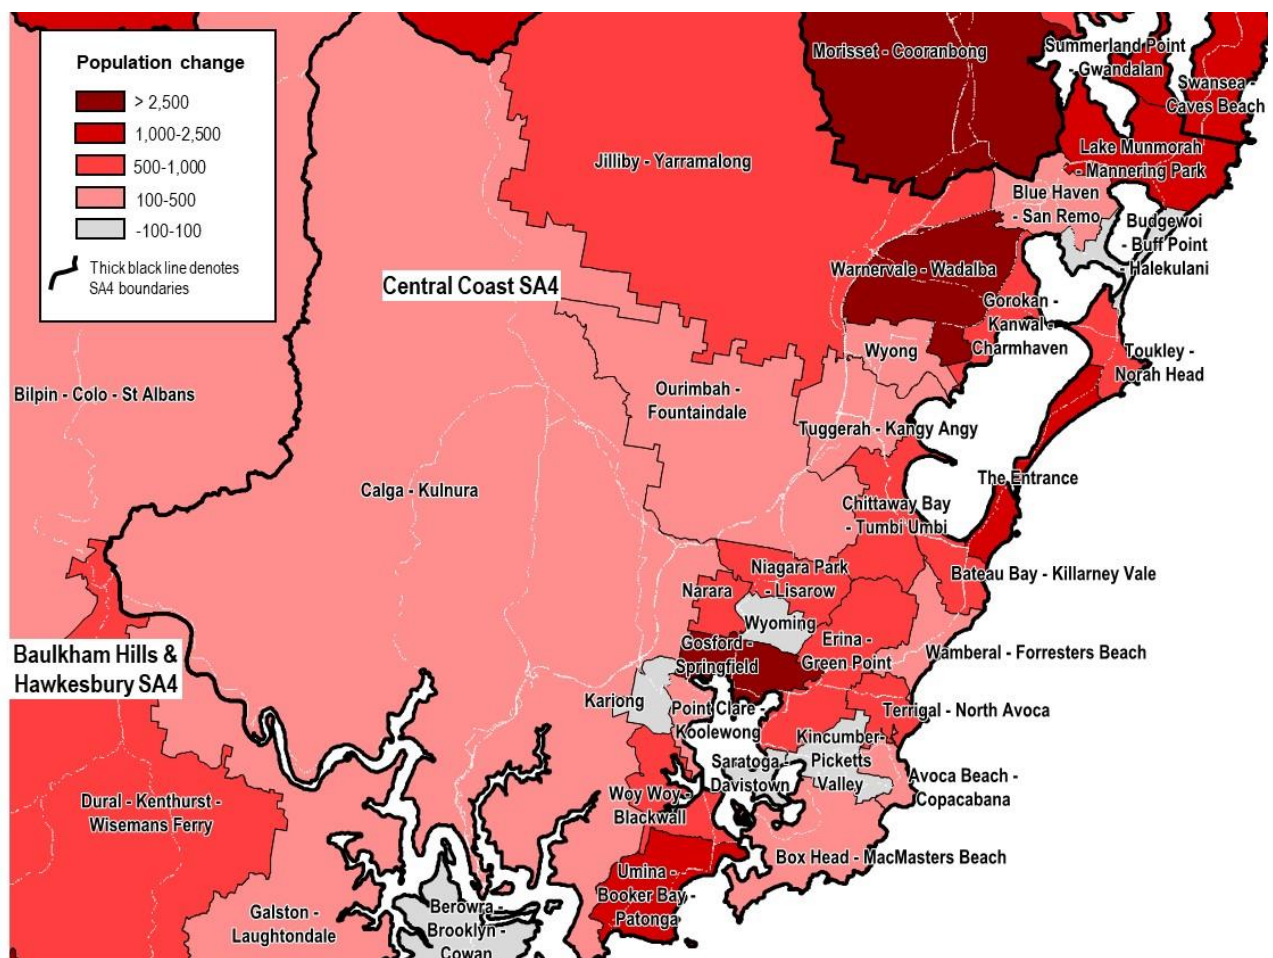 Population change
> 2,500
1,000-2,500
500-1,000
100-500
-100-100
Thick black line denotes
SA4 boundaries
Morisset - Cooranbong
Summerland Point
- Gwandalan
Swansea -
Caves Beach
Lake Munmorah
- Mannering Park
Jilliby - Yarramalong
Blue Haven
- San Remo
Budgewoi
- Buff Point
- Halekulani
Warnervale - Wadalba
Central Coast SA4
Gorokan -
Kanwal -
Charmhaven
Wyong
Toukley -
Norah Head
Bilpin - Colo - St Albans
Ourimbah -
Fountaindale
Tuggerah - Kangy Angy
The Entrance
Calga - Kulnura
Chittaway Bay
- Tumbi Umbi
Niagara Park
- Lisarow
Bateau Bay - Killarney Vale
Narara
Wyoming
Gosford -
Springfield
Erina -
Green Point
Wamberal - Forresters Beach
Baulkham Hills &
Hawkesbury SA4
Kariong
Point Clare -
Koolewong
Terrigal - North Avoca
Kincumber-
Picketts
Valley
Saratoga -
Davistown
Avoca Beach -
Copacabana
Dural - Kenthurst -
Wisemans Ferry
Woy Woy -
Blackwall
Box Head - MacMasters Beach
Umina -
Booker Bay -
Patonga
Galston -
Laughtondale
Berowra -
Brooklyn -
Cowan